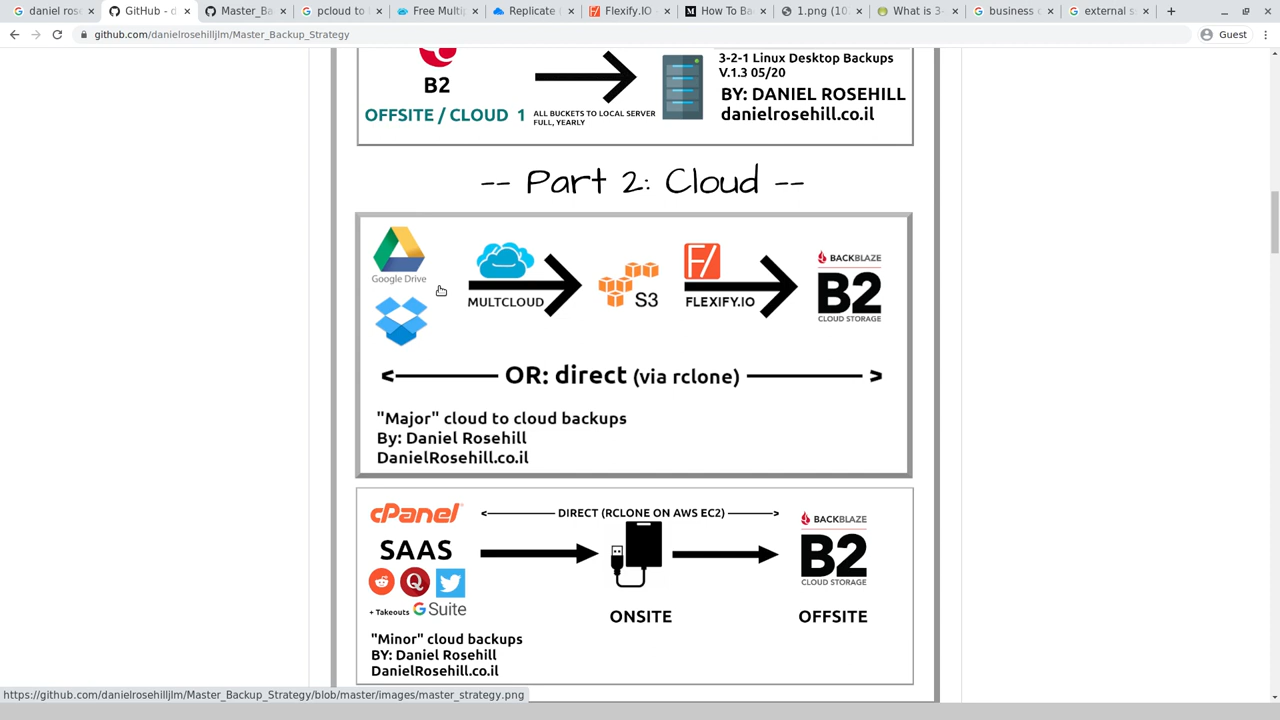 daniel rose
GitHub - d
Master_Ba
pcloud to
Free Multip
Replicate
Flexify.IO
How To Ba
1.png (10
What is 3-
business c
external s
github.com/danielrosehilljlm/Master_Backup_Strategy
Guest
B2
OFFSITE / CLOUD 1
ALL BUCKETS TO LOCAL SERVER
FULL, YEARLY
3-2-1 Linux Desktop Backups
V.1.3 05/20
BY: DANIEL ROSEHILL
danielrosehill.co.il
-- Part 2: Cloud --
Google Drive
MULTCLOUD
S3
F/
FLEXIFY.IO
BACKBLAZE
B2
CLOUD STORAGE
<
OR: direct (via rclone)
>
"Major" cloud to cloud backups
By: Daniel Rosehill
DanielRosehill.co.il
cPanel
SAAS
+ Takeouts G Suite
< DIRECT (RCLONE ON AWS EC2) >
ONSITE
BACKBLAZE
B2
CLOUD STORAGE
OFFSITE
"Minor" cloud backups
BY: Daniel Rosehill
DanielRosehill.co.il
https://github.com/danielrosehilljlm/Master_Backup_Strategy/blob/master/images/master_strategy.png